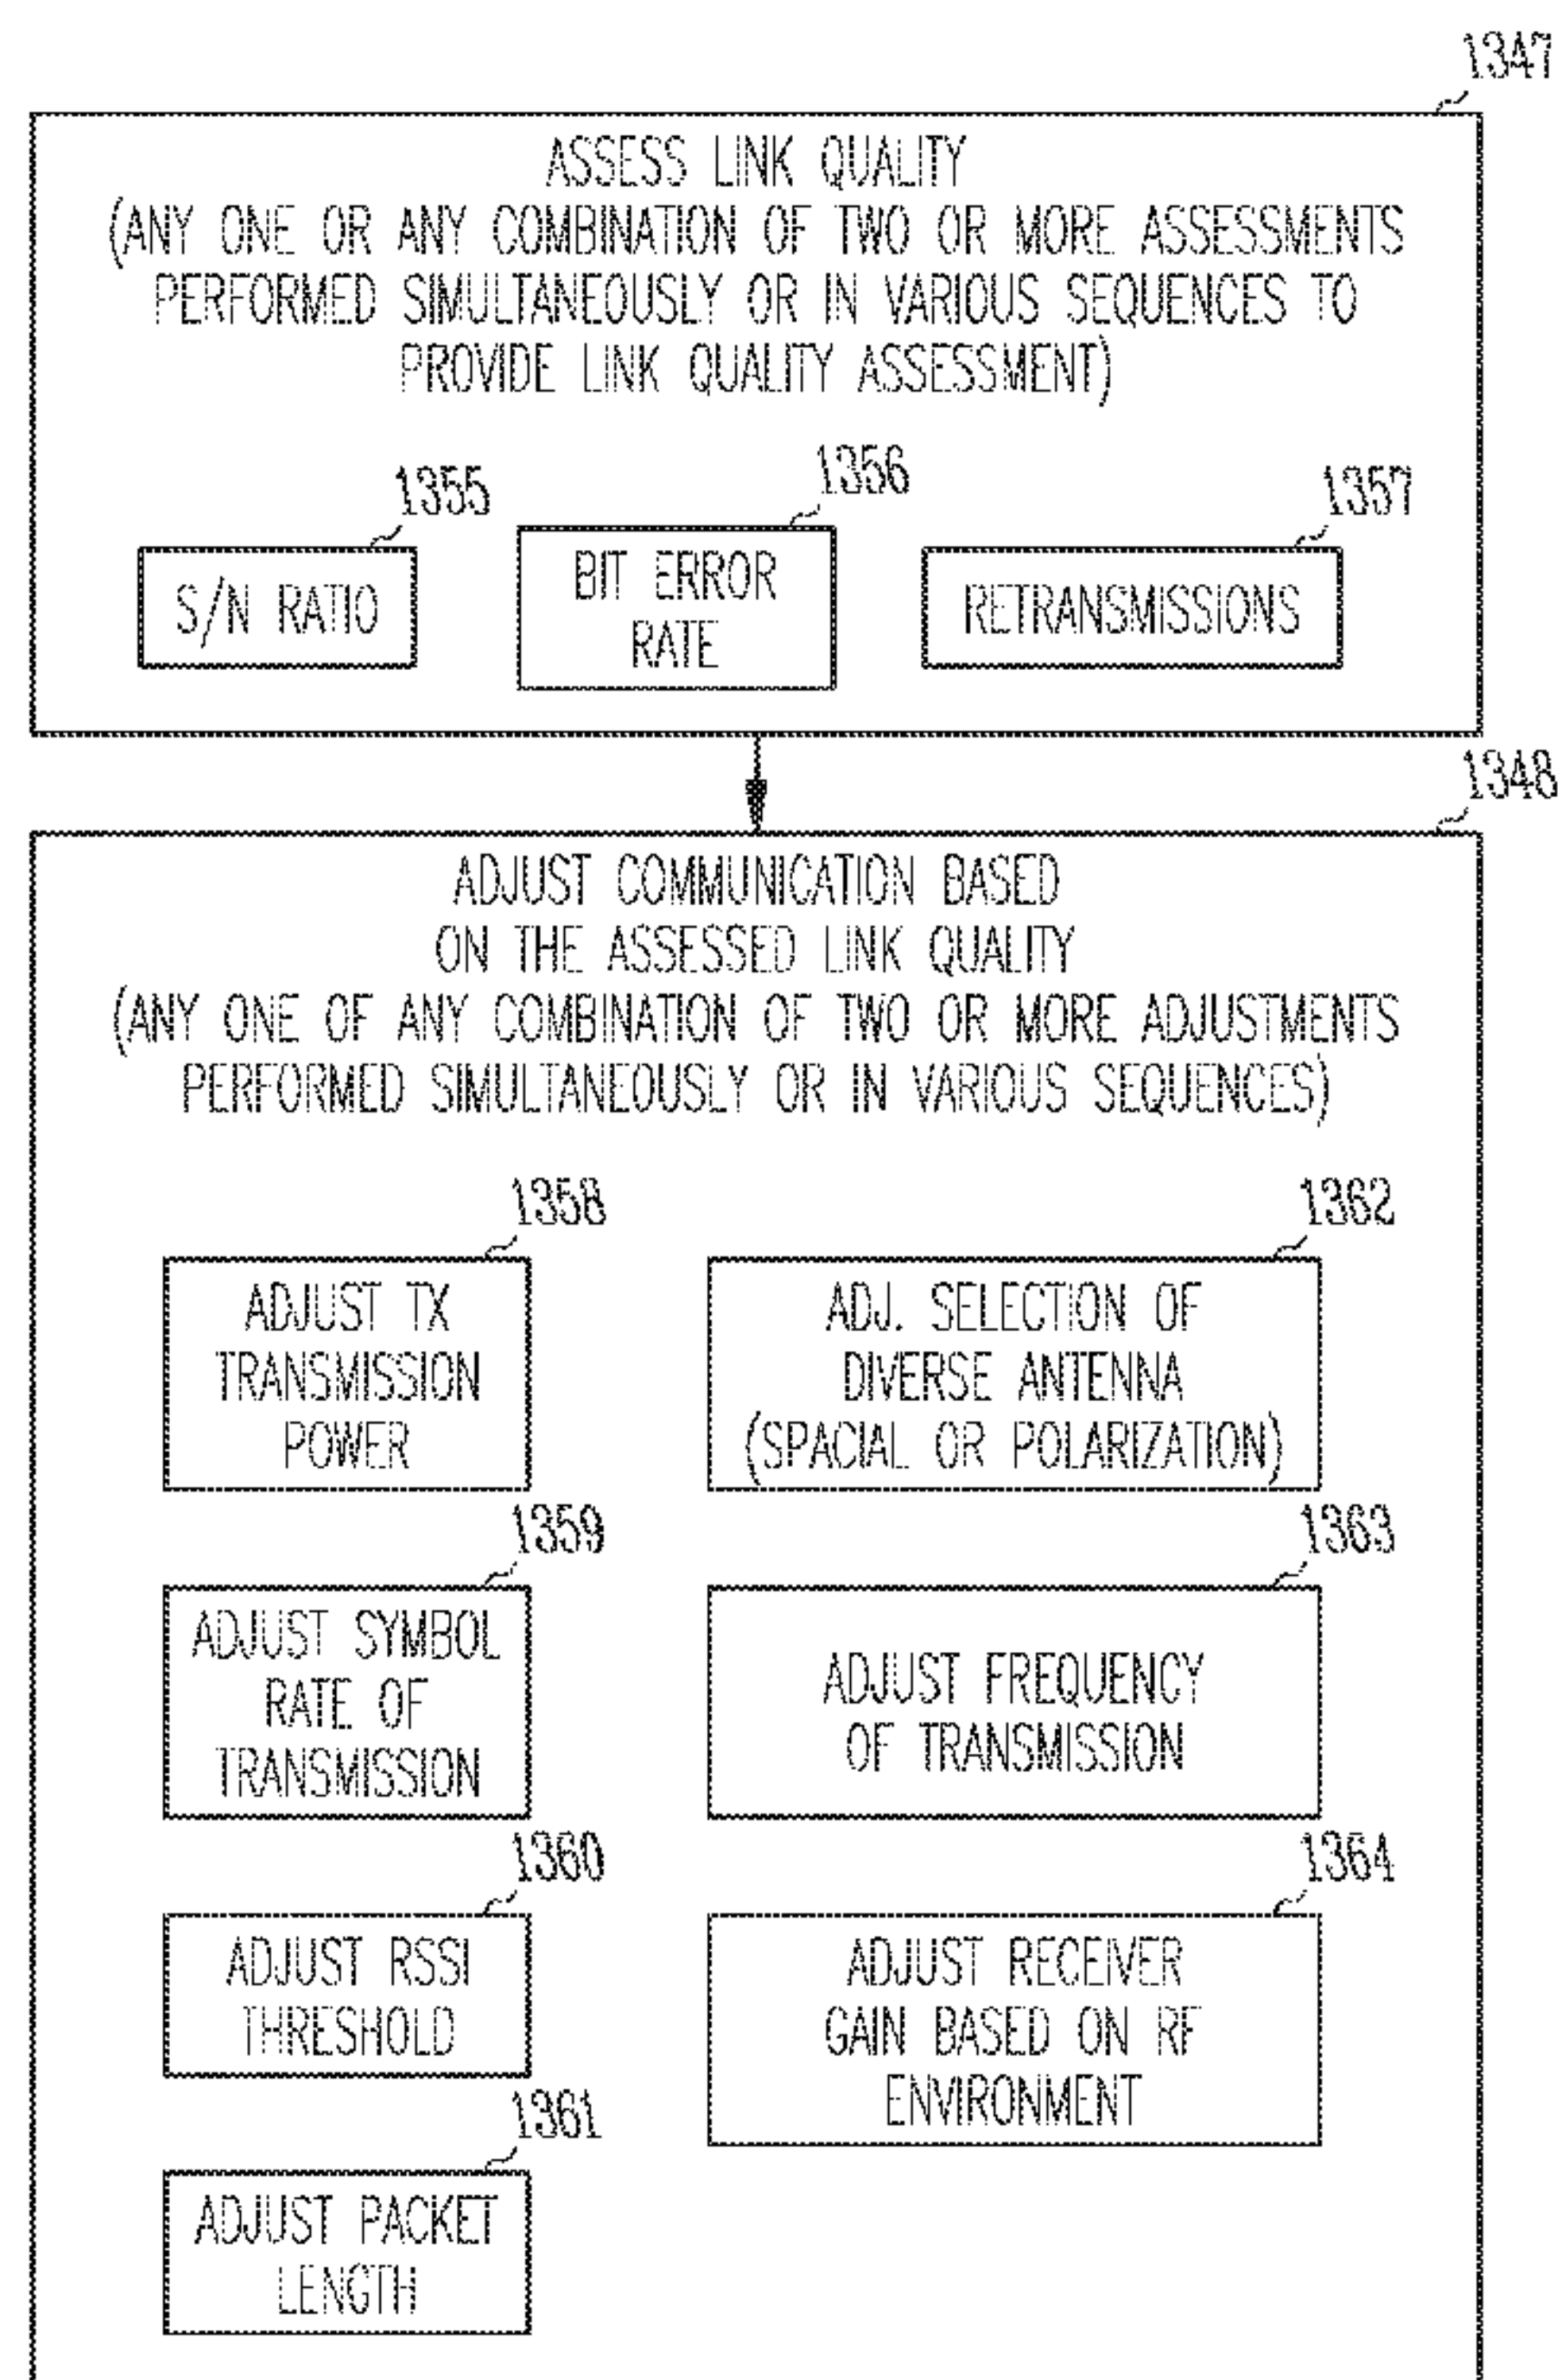 1347
ASSESS LINK QUALITY
(ANY ONE OR ANY COMBINATION OF TWO OR MORE ASSESSMENTS
PERFORMED SIMULTANEOUSLY OR IN VARIOUS SEQUENCES TO
PROVIDE LINK QUALITY ASSESSMENT)
1355
S/N RATIO
1356
BIT ERROR
RATE
1357
RETRANSMISSIONS
1348
ADJUST COMMUNICATION BASED
ON THE ASSESSED LINK QUALITY
(ANY ONE OF ANY COMBINATION OF TWO OR MORE ADJUSTMENTS
PERFORMED SIMULTANEOUSLY OR IN VARIOUS SEQUENCES)
1358
ADJUST TX
TRANSMISSION
POWER
1362
ADJ. SELECTION OF
DIVERSE ANTENNA
(SPACIAL OR POLARIZATION)
1359
ADJUST SYMBOL
RATE OF
TRANSMISSION
1363
ADJUST FREQUENCY
OF TRANSMISSION
1360
ADJUST RSSI
THRESHOLD
1364
ADJUST RECEIVER
GAIN BASED ON RF
ENVIRONMENT
1361
ADJUST PACKET
LENGTH